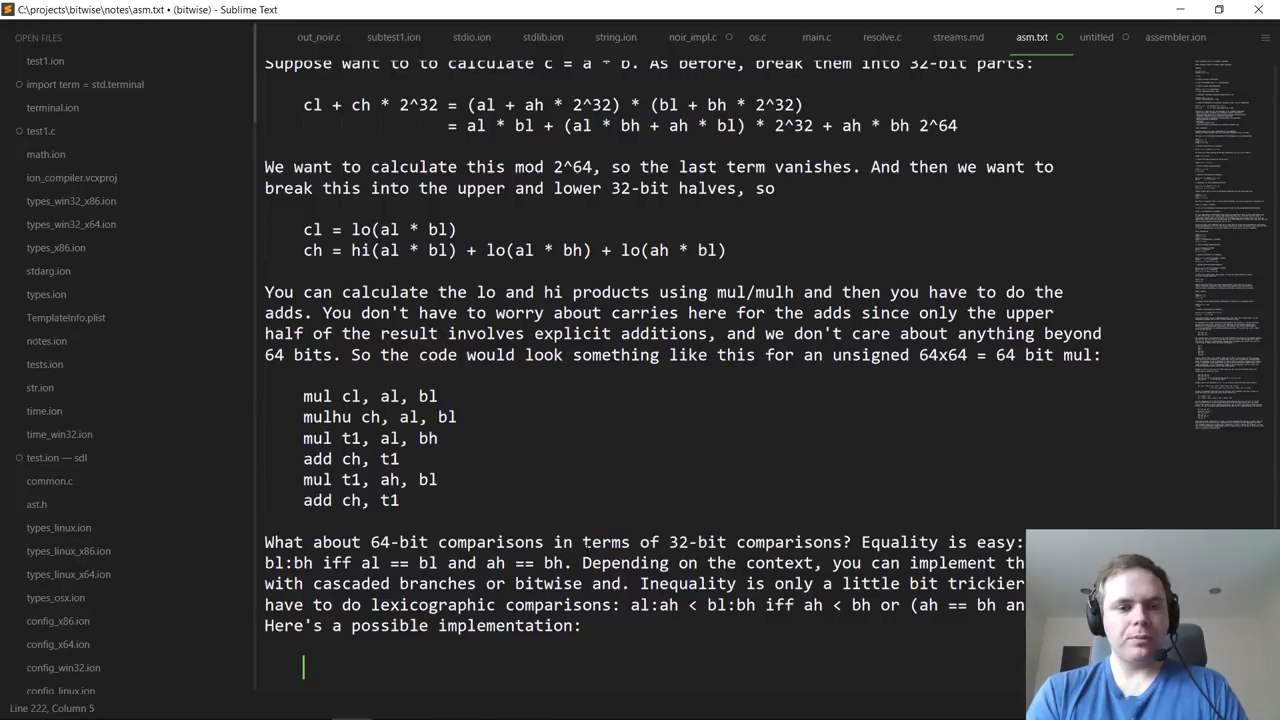 C:\projects\bitwise\notes\asm.txt • (bitwise) - Sublime Text
OPEN FILES
test1.ion
import term = std.terminal
terminal.ion
test1.c
math.ion
ion_compiler.vcxproj
types_win32_x86.ion
types_win32_x64.ion
types_x86.ion
stdarg.ion
types.ion
TemplateInfo.plist
notes.ion
tests.ion
str.ion
time.ion
time_win32.ion
test.ion — sdl
common.c
ast.h
types_linux.ion
types_linux_x86.ion
types_linux_x64.ion
types_osx.ion
config_x86.ion
config_x64.ion
config_win32.ion
config_linux.ion
out_noir.c
subtest1.ion
stdio.ion
stdlib.ion
string.ion
noir_impl.c
os.c
main.c
resolve.c
streams.md
asm.txt
untitled
assembler.ion
Suppose want to to calculate c = a * b. As before, break them into 32-bit parts:
cl + ch * 2^32 = (al + ah * 2^32) * (bl + bh * 2^32)
= al * bl + (al * bh + ah * bl) * 2^32 + ah * bh 2^64
We want to calculate this mod 2^64, so the last term vanishes. And then we want to
break this into the upper and lower 32-bit halves, so
cl = lo(al * bl)
ch = hi(al * bl) + lo(al * bh) + lo(ah * bl)
You can calculate the lo and hi products using mul/mulh and then you have to do the
adds. You don't have to worry about carries here for the adds since only the upper
half of the result involves explicit additions, and we don't care about anything beyond
64 bits. So the code would look something like this for an unsigned 64x64 = 64 bit mul:
mul cl, al, bl
mulhu ch, al, bl
mul t1, al, bh
add ch, t1
mul t1, ah, bl
add ch, t1
What about 64-bit comparisons in terms of 32-bit comparisons? Equality is easy:
bl:bh iff al == bl and ah == bh. Depending on the context, you can implement th
with cascaded branches or bitwise and. Inequality is only a little bit trickier
have to do lexicographic comparisons: al:ah < bl:bh iff ah < bh or (ah == bh an
Here's a possible implementation:
Line 222, Column 5